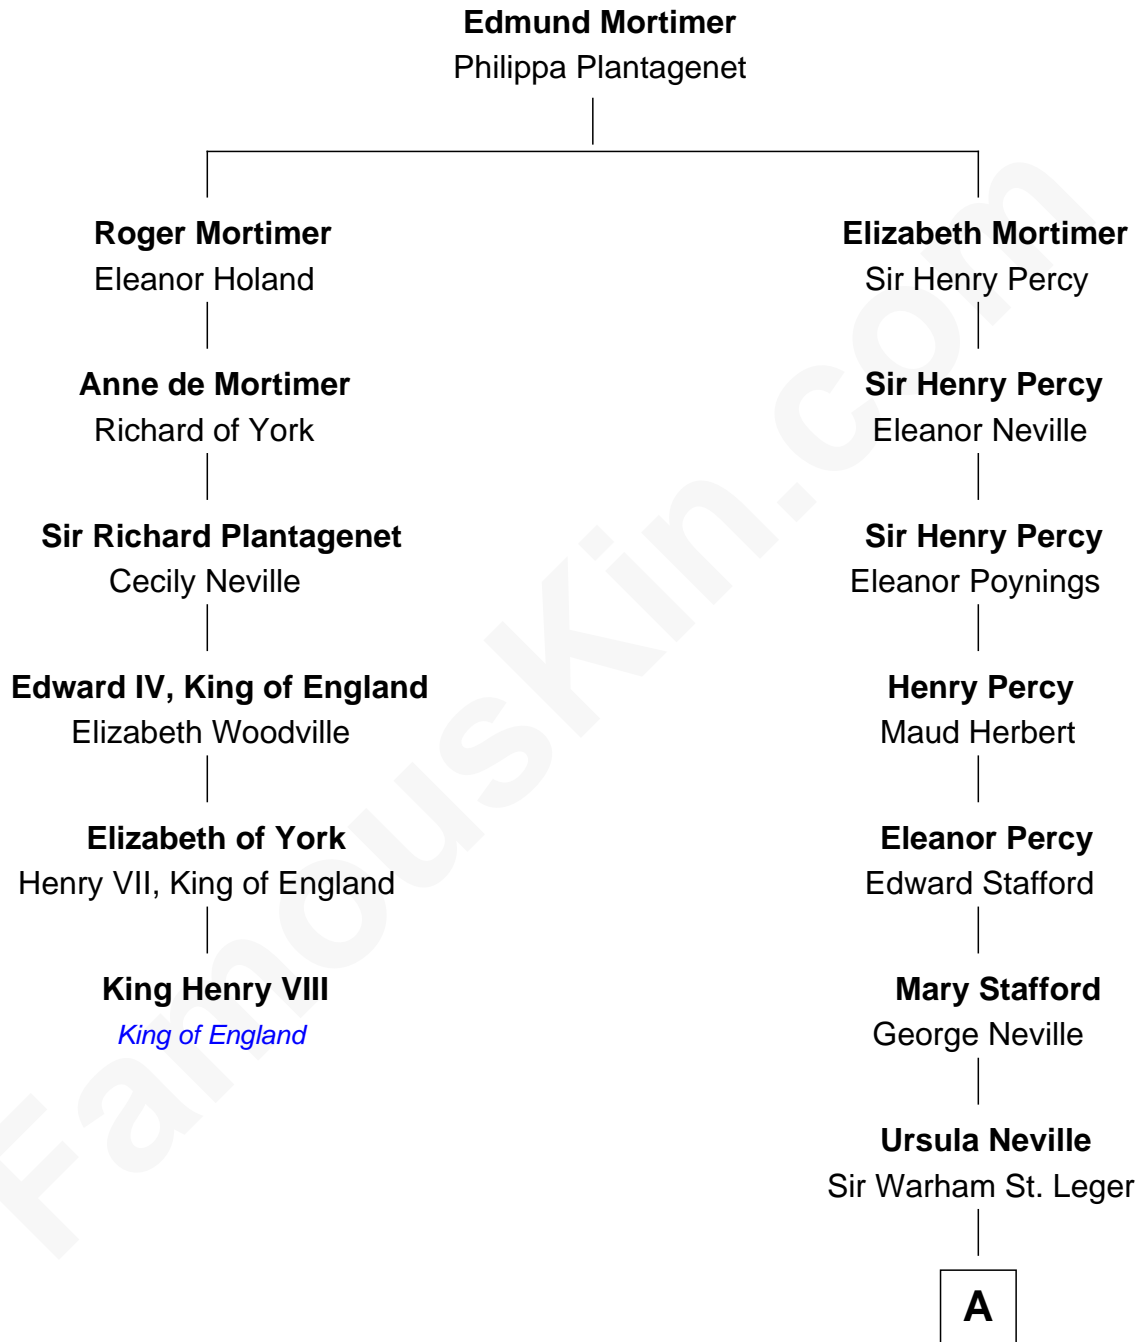 Edmund Mortimer
Philippa Plantagenet
Roger Mortimer
Eleanor Holand
Anne de Mortimer
Richard of York
Sir Richard Plantagenet
Cecily Neville
Edward IV, King of England
Elizabeth Woodville
Elizabeth of York
Henry VII, King of England
King Henry VIII
King of England
Elizabeth Mortimer
Sir Henry Percy
Sir Henry Percy
Eleanor Neville
Sir Henry Percy
Eleanor Poynings
Henry Percy
Maud Herbert
Eleanor Percy
Edward Stafford
Mary Stafford
George Neville
Ursula Neville
Sir Warham St. Leger
A
FamousKin.com